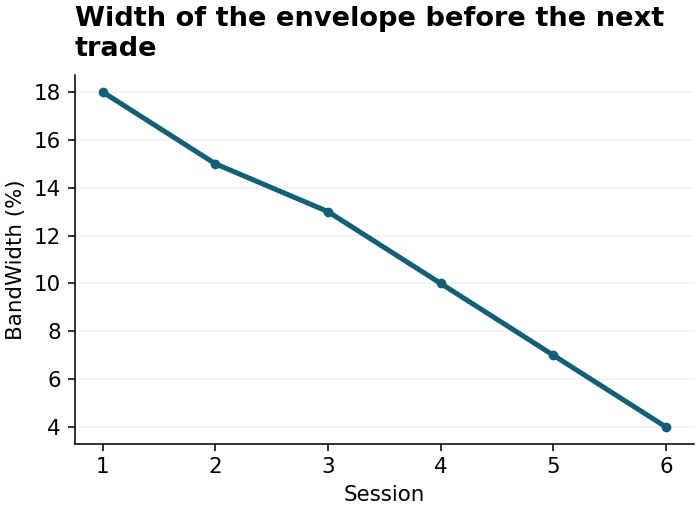 Width of the envelope before the next
trade
BandWidth (%)
18
16
14
12
10
8
6
4
1 2 3 4 5 6
Session